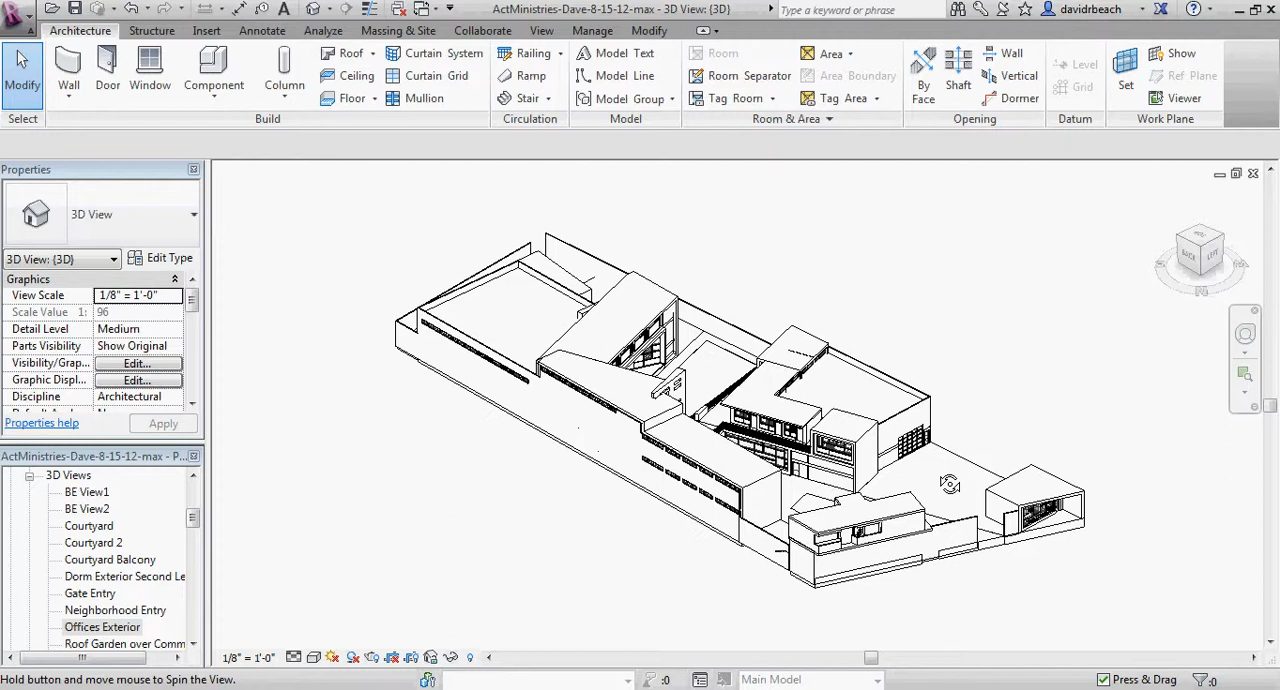 ActMinistries-Dave-8-15-12-max - 3D View: {3D}
Type a keyword or phrase
davidrbeach
Architecture Structure Insert Annotate Analyze Massing & Site Collaborate View Manage Modify
Modify
Wall
Door
Window
Component
Column
Roof
Ceiling
Floor
Curtain System
Curtain Grid
Mullion
Railing
Ramp
Stair
Model Text
Model Line
Model Group
Room
Room Separator
Tag Room
Area
Area Boundary
Tag Area
By
Face
Shaft
Wall
Vertical
Dormer
Level
Grid
Set
Show
Ref Plane
Viewer
Select Build Circulation Model Room & Area Opening Datum Work Plane
Properties
3D View
3D View: {3D}
Edit Type
Graphics
View Scale 1/8" = 1'-0"
Scale Value 1: 96
Detail Level Medium
Parts Visibility Show Original
Visibility/Grap... Edit...
Graphic Displ... Edit...
Discipline Architectural
Properties help
Apply
ActMinistries-Dave-8-15-12-max - P...
3D Views
BE View1
BE View2
Courtyard
Courtyard 2
Courtyard Balcony
Dorm Exterior Second Le
Gate Entry
Neighborhood Entry
Offices Exterior
Roof Garden over Comm
BACK
LEFT
1/8" = 1'-0"
Hold button and move mouse to Spin the View.
:0
Main Model
Press & Drag
:0